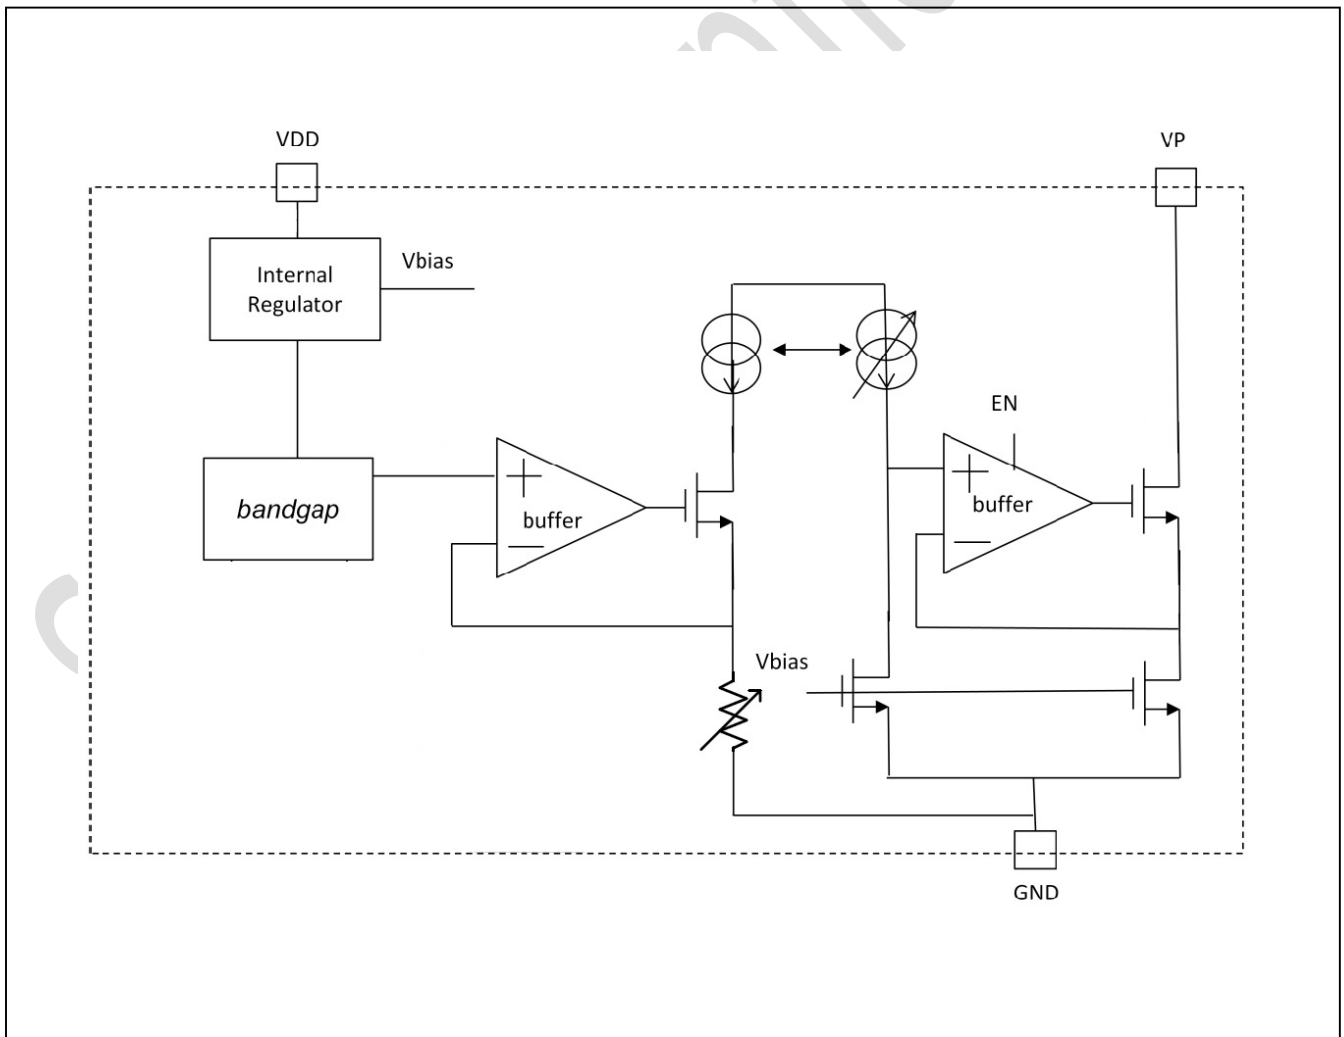 VDD
VP
Internal
Regulator
Vbias
EN
bandgap
buffer
buffer
Vbias
GND